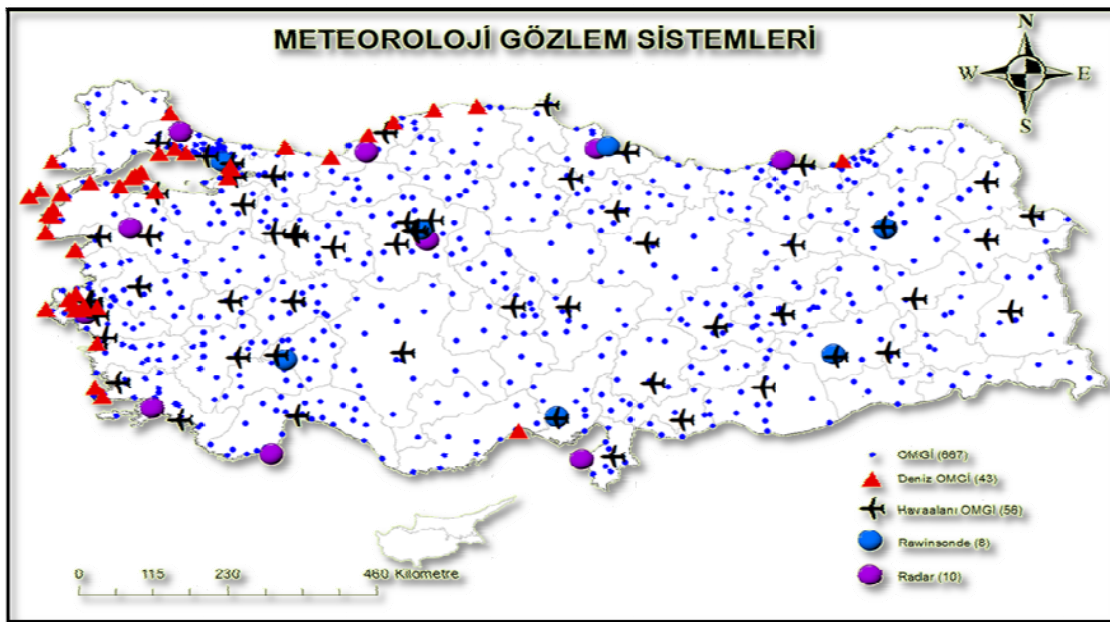 METEOROLOJİ GÖZLEM SİSTEMLERİ
N
W E
S
OMGİ (667)
Deniz OMGİ (43)
Havaalanı OMGİ (56)
Rawinsonde (8)
Radar (10)
0 115 230 460 Kilometre